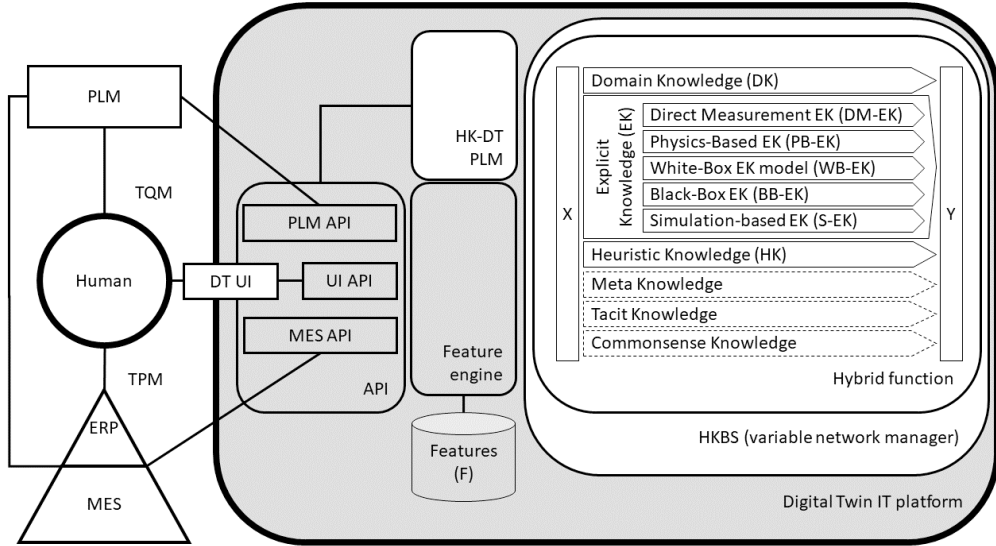 PLM
TQM
Human
TPM
ERP
MES
DT UI
PLM API
UI API
MES API
API
HK-DT
PLM
Feature
engine
Features
(F)
X
Domain Knowledge (DK)
Explicit
Knowledge (EK)
Direct Measurement EK (DM-EK)
Physics-Based EK (PB-EK)
White-Box EK model (WB-EK)
Black-Box EK (BB-EK)
Simulation-based EK (S-EK)
Heuristic Knowledge (HK)
Meta Knowledge
Tacit Knowledge
Commonsense Knowledge
Y
Hybrid function
HKBS (variable network manager)
Digital Twin IT platform